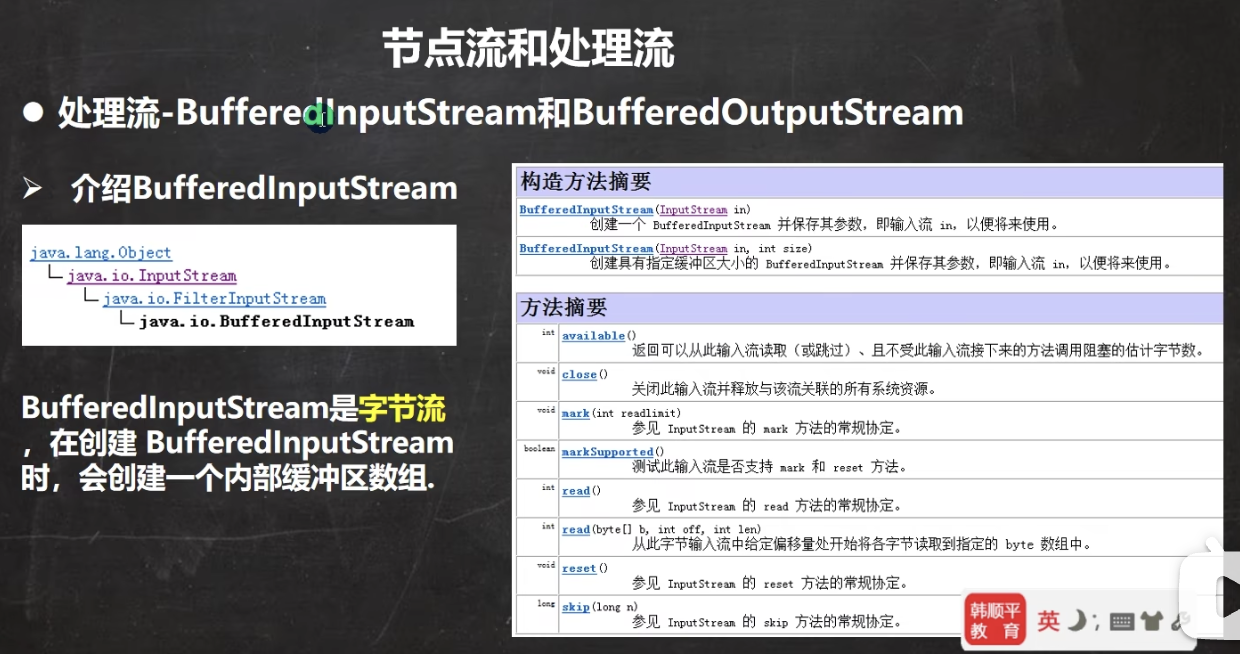 节点流和处理流
● 处理流-BufferedInputStream和BufferedOutputStream
➢ 介绍BufferedInputStream
java.lang.Object
java.io.InputStream
java.io.FilterInputStream
java.io.BufferedInputStream
BufferedInputStream是字节流
，在创建 BufferedInputStream
时，会创建一个内部缓冲区数组.
构造方法摘要
BufferedInputStream(InputStream in)
创建一个 BufferedInputStream 并保存其参数，即输入流 in，以便将来使用。
BufferedInputStream(InputStream in, int size)
创建具有指定缓冲区大小的 BufferedInputStream 并保存其参数，即输入流 in，以便将来使用。
方法摘要
int available()
返回可以从此输入流读取（或跳过）、且不受此输入流接下来的方法调用阻塞的估计字节数。
void close()
关闭此输入流并释放与该流关联的所有系统资源。
void mark(int readlimit)
参见 InputStream 的 mark 方法的常规协定。
boolean markSupported()
测试此输入流是否支持 mark 和 reset 方法。
int read()
参见 InputStream 的 read 方法的常规协定。
int read(byte[] b, int off, int len)
从此字节输入流中给定偏移量处开始将各字节读取到指定的 byte 数组中。
void reset()
参见 InputStream 的 reset 方法的常规协定。
long skip(long n)
参见 InputStream 的 skip 方法的常规协定。
韩顺平
教 育
英